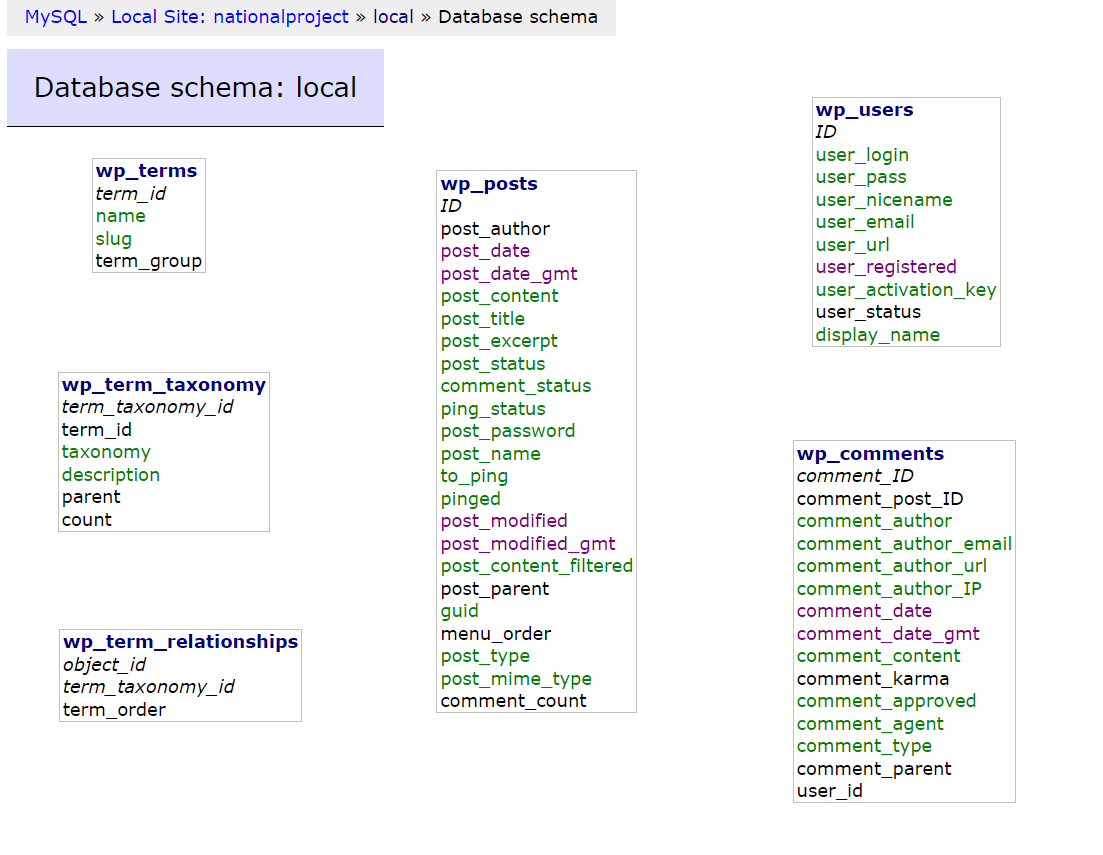 MySQL » Local Site: nationalproject » local » Database schema
Database schema: local
wp_terms
term_id
name
slug
term_group
wp_term_taxonomy
term_taxonomy_id
term_id
taxonomy
description
parent
count
wp_term_relationships
object_id
term_taxonomy_id
term_order
wp_posts
ID
post_author
post_date
post_date_gmt
post_content
post_title
post_excerpt
post_status
comment_status
ping_status
post_password
post_name
to_ping
pinged
post_modified
post_modified_gmt
post_content_filtered
post_parent
guid
menu_order
post_type
post_mime_type
comment_count
wp_users
ID
user_login
user_pass
user_nicename
user_email
user_url
user_registered
user_activation_key
user_status
display_name
wp_comments
comment_ID
comment_post_ID
comment_author
comment_author_email
comment_author_url
comment_author_IP
comment_date
comment_date_gmt
comment_content
comment_karma
comment_approved
comment_agent
comment_type
comment_parent
user_id